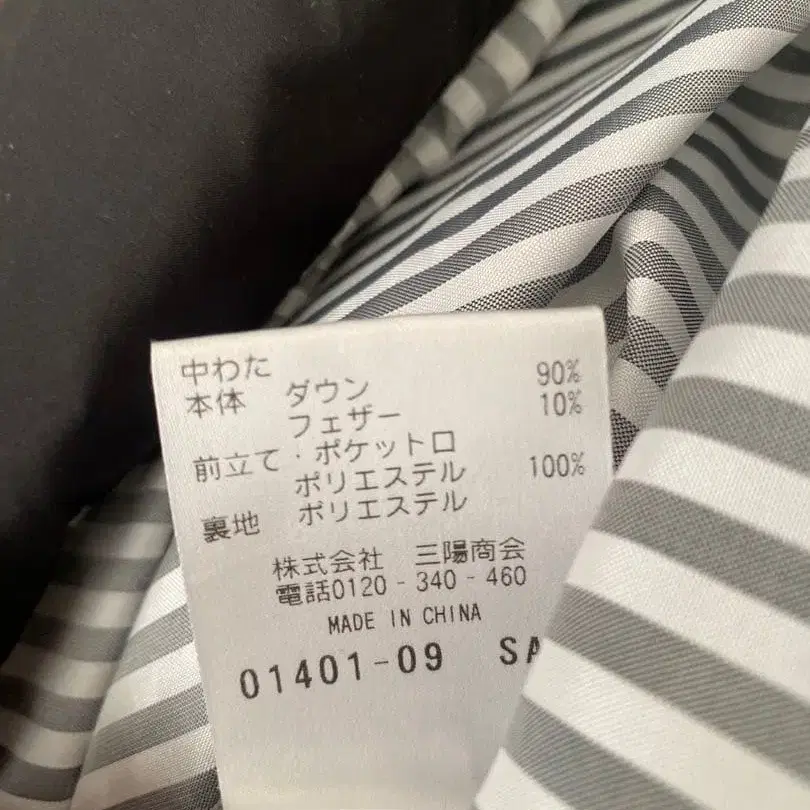 中わた
本体 ダウン 90%
フェザー 10%
前立て・ポケット口
ポリエステル 100%
裏地 ポリエステル
株式会社 三陽商会
電話0120-340-460
MADE IN CHINA
01401-09 SA